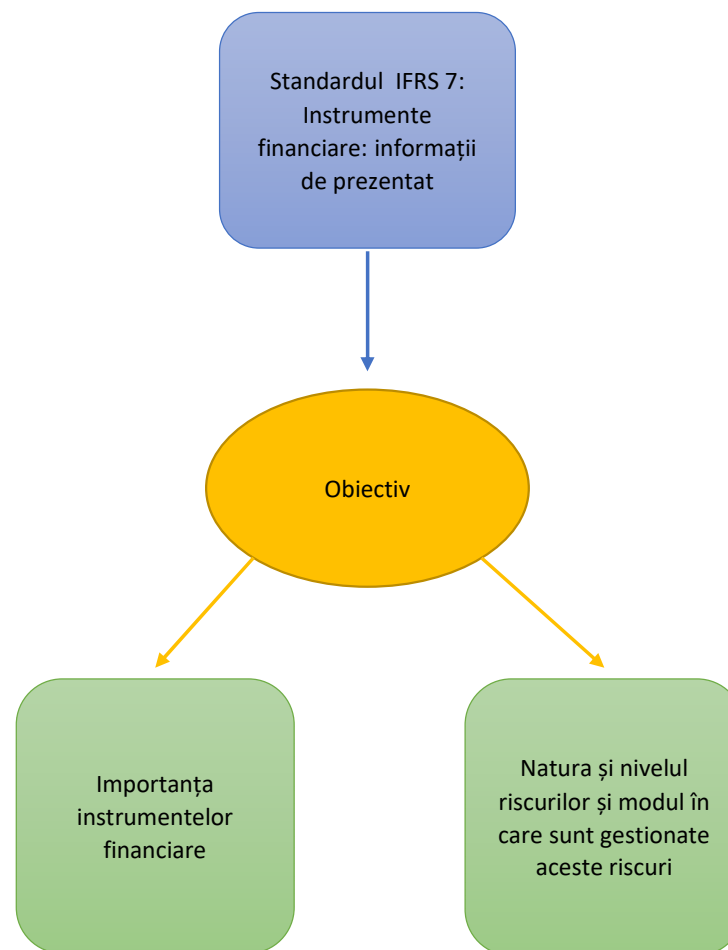 Standardul IFRS 7:
Instrumente
financiare: informații
de prezentat
Obiectiv
Importanța
instrumentelor
financiare
Natura și nivelul
riscurilor și modul în
care sunt gestionate
aceste riscuri